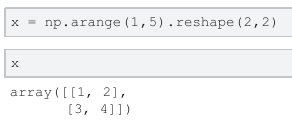 x = np.arange(1,5).reshape(2,2)
x
array([[1, 2],
       [3, 4]])